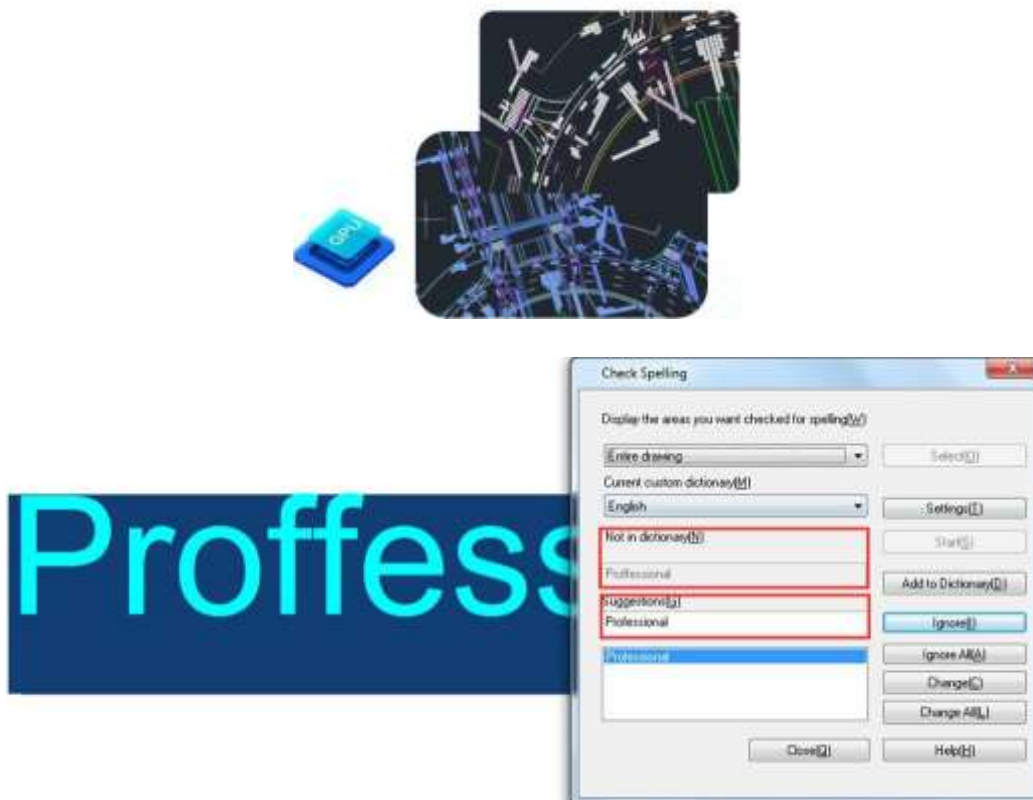 GPU
Check Spelling
Display the areas you want checked for spelling(W)
Entire drawing
Select(O)
Current custom dictionary(M)
English
Settings(T)
Not in dictionary(N)
Start(S)
Proffessional
Add to Dictionary(D)
Suggestions(G)
Professional
Ignore(I)
Professional
Ignore All(A)
Change(C)
Change All(L)
Close(Q)
Help(H)
Proffess